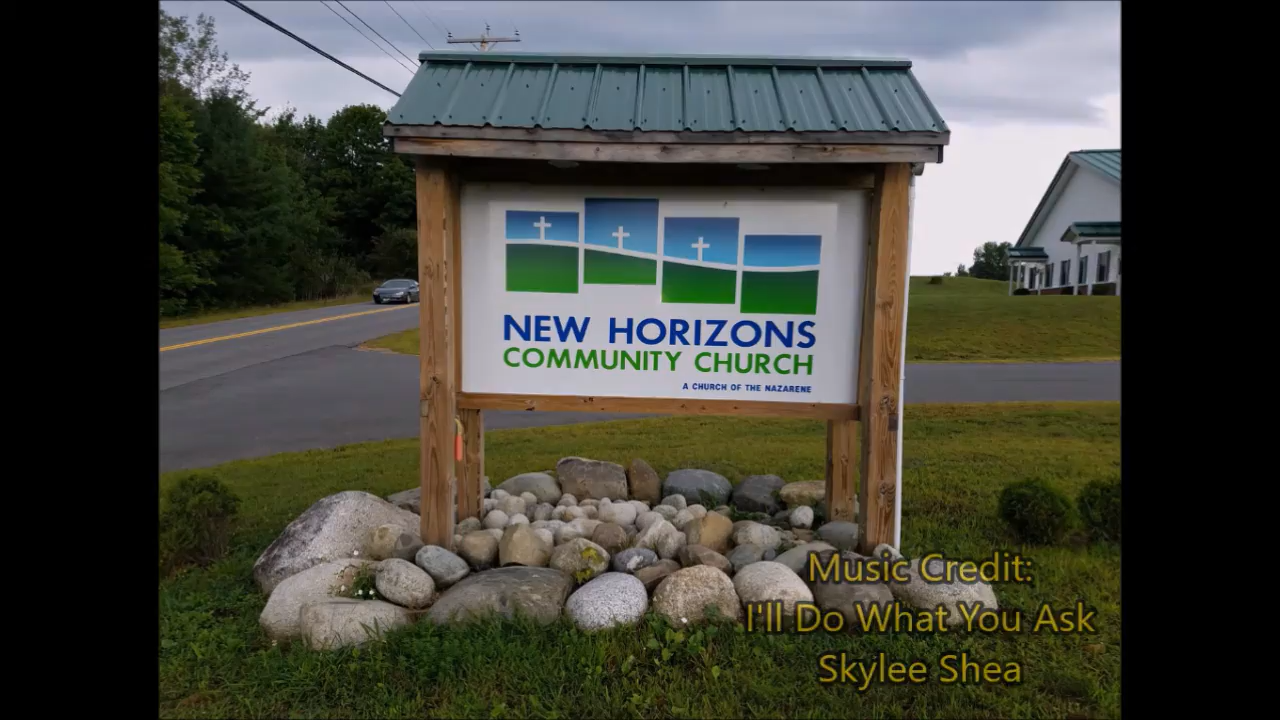 NEW HORIZONS
COMMUNITY CHURCH
A CHURCH OF THE NAZARENE
Music Credit:
I'll Do What You Ask
Skylee Shea